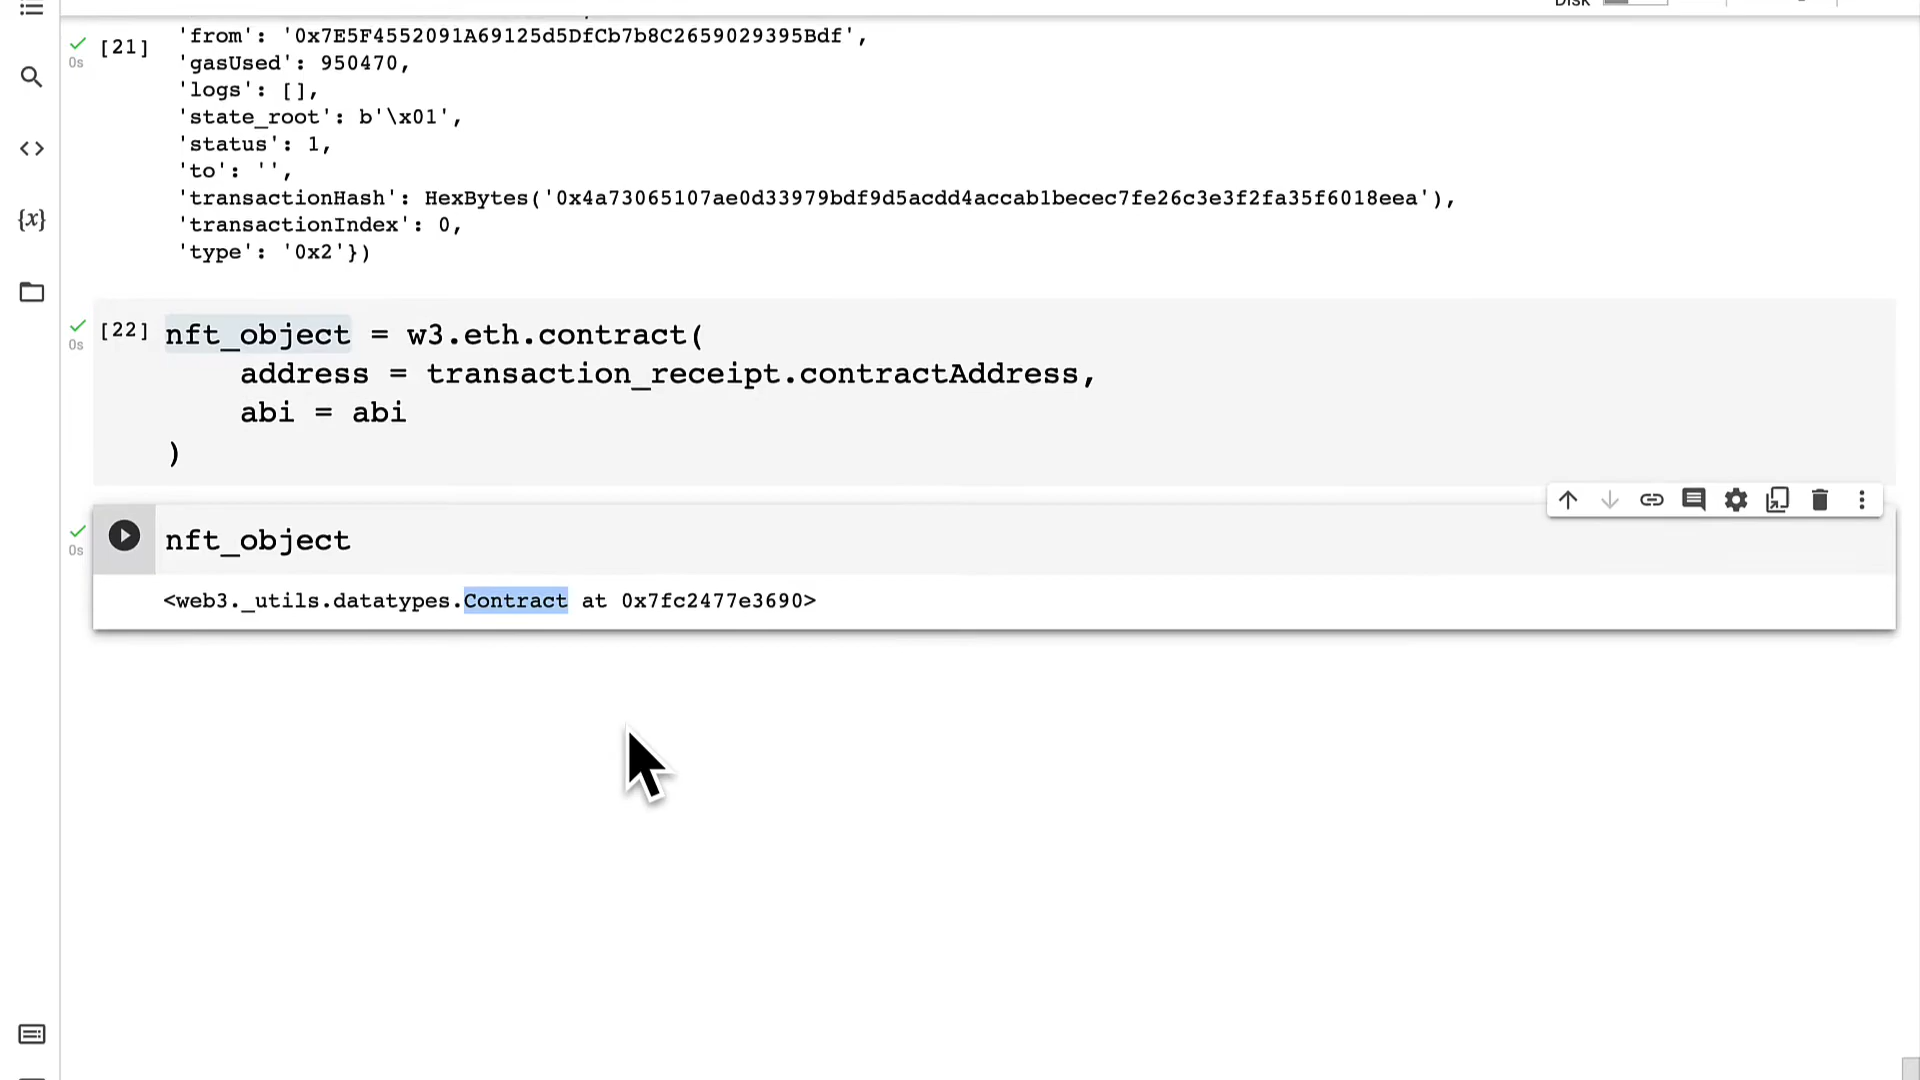 Disk
[21]
0s
'from': '0x7E5F4552091A69125d5DfCb7b8C2659029395Bdf',
'gasUsed': 950470,
'logs': [],
'state_root': b'\x01',
'status': 1,
'to': '',
'transactionHash': HexBytes('0x4a73065107ae0d33979bdf9d5acdd4accab1becec7fe26c3e3f2fa35f6018eea'),
'transactionIndex': 0,
'type': '0x2'})
{x}
[22]
0s
nft_object = w3.eth.contract(
address = transaction_receipt.contractAddress,
abi = abi
)
0s
nft_object
<web3._utils.datatypes.Contract at 0x7fc2477e3690>